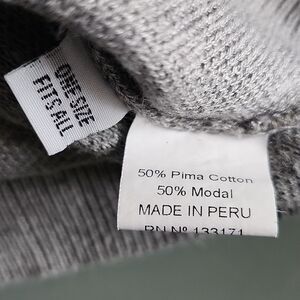 ONE SIZE
FITS ALL
50% Pima Cotton
50% Modal
MADE IN PERU
RN Nº 133171